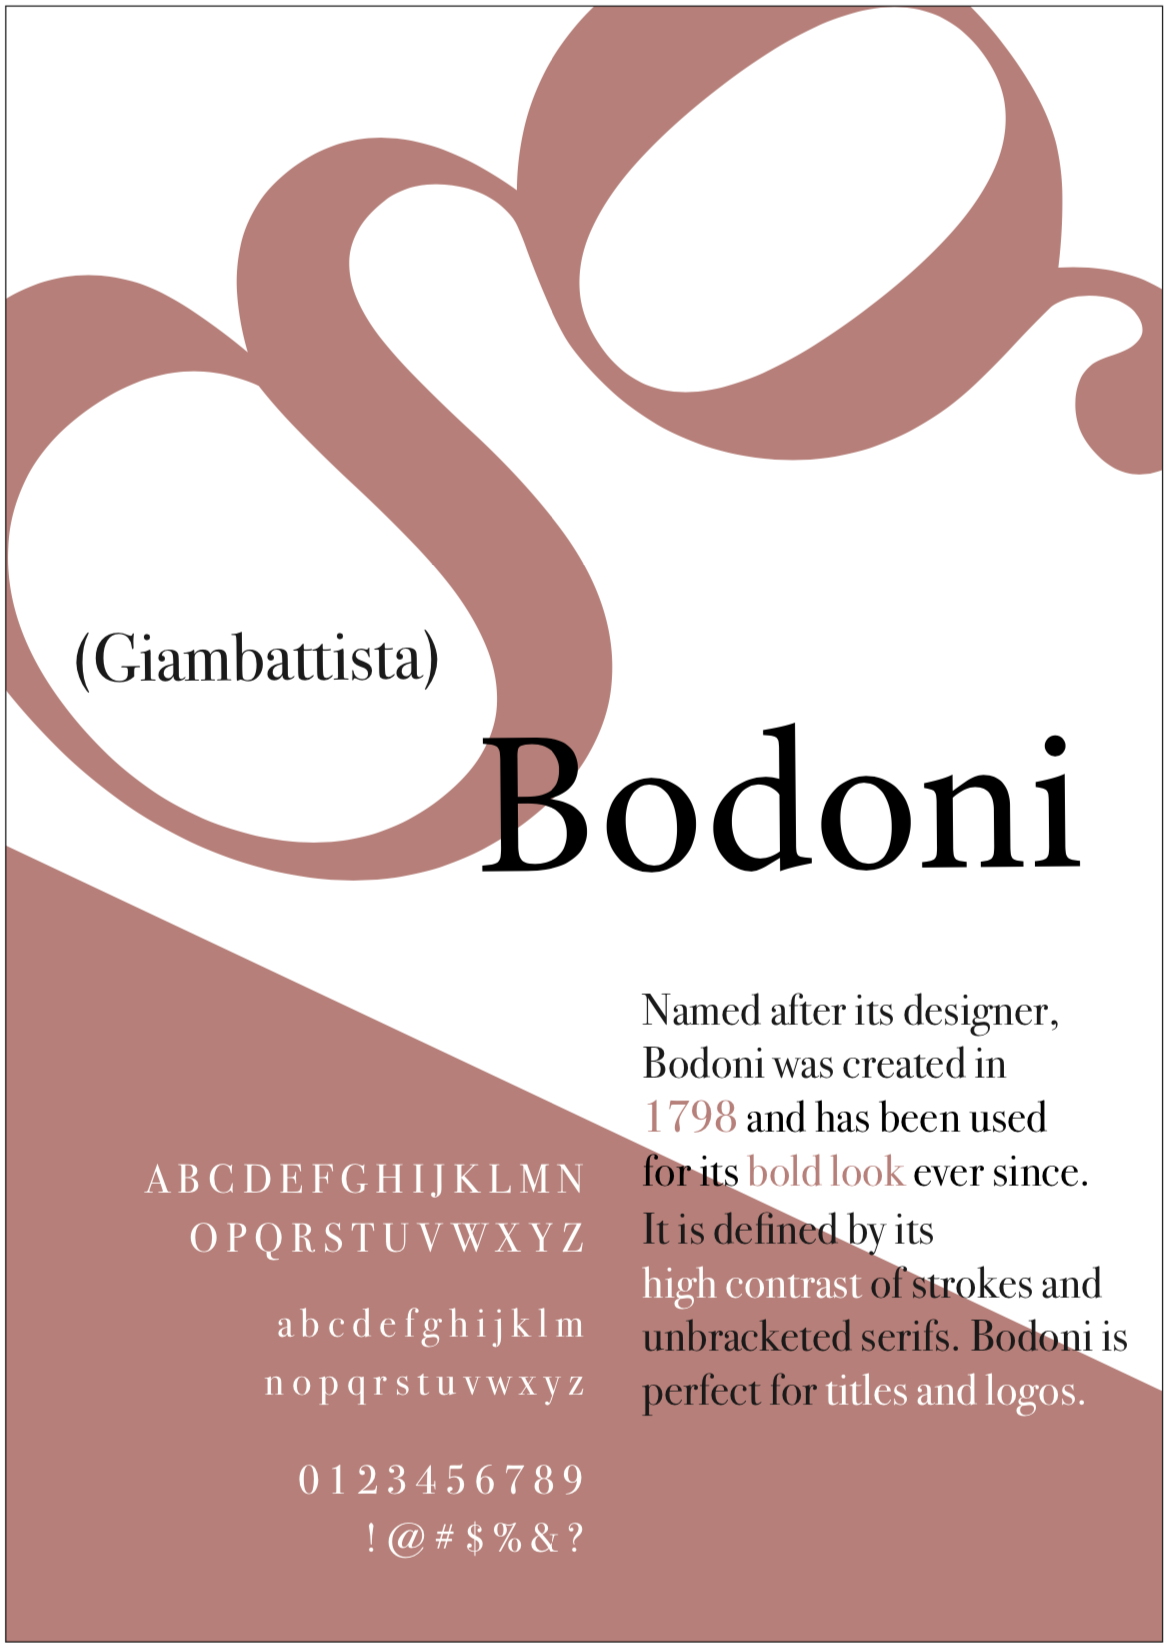 (Giambattista)
Bodoni
Named after its designer,
Bodoni was created in
1798 and has been used
for its bold look ever since.
It is defined by its
high contrast of strokes and
unbracketed serifs. Bodoni is
perfect for titles and logos.
A B C D E F G H I J K L M N
O P Q R S T U V W X Y Z
a b c d e f g h i j k l m
n o p q r s t u v w x y z
0 1 2 3 4 5 6 7 8 9
! @ # $ % & ?